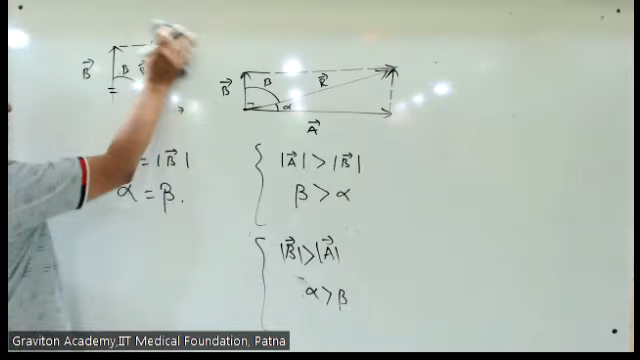 B⃗ β
B⃗ β R⃗ α
A⃗
= |B⃗|
α = β.
|A⃗| > |B⃗|
β > α
|B⃗| > |A⃗|
α > β
Graviton Academy,IIT Medical Foundation, Patna